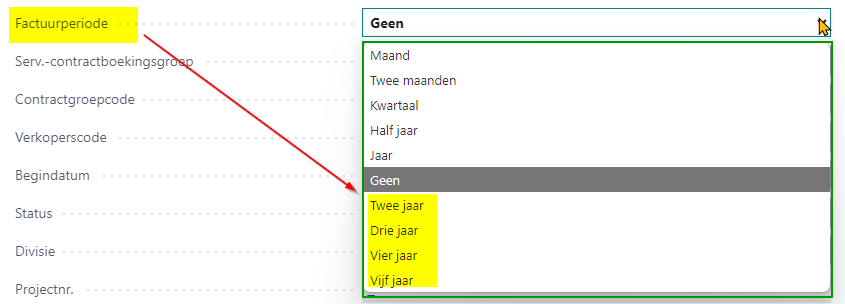 Factuurperiode
Geen
Serv.-contractboekingsgroep
Maand
Contractgroepcode
Twee maanden
Kwartaal
Verkoperscode
Half jaar
Jaar
Begindatum
Geen
Status
Twee jaar
Drie jaar
Divisie
Vier jaar
Vijf jaar
Projectnr.